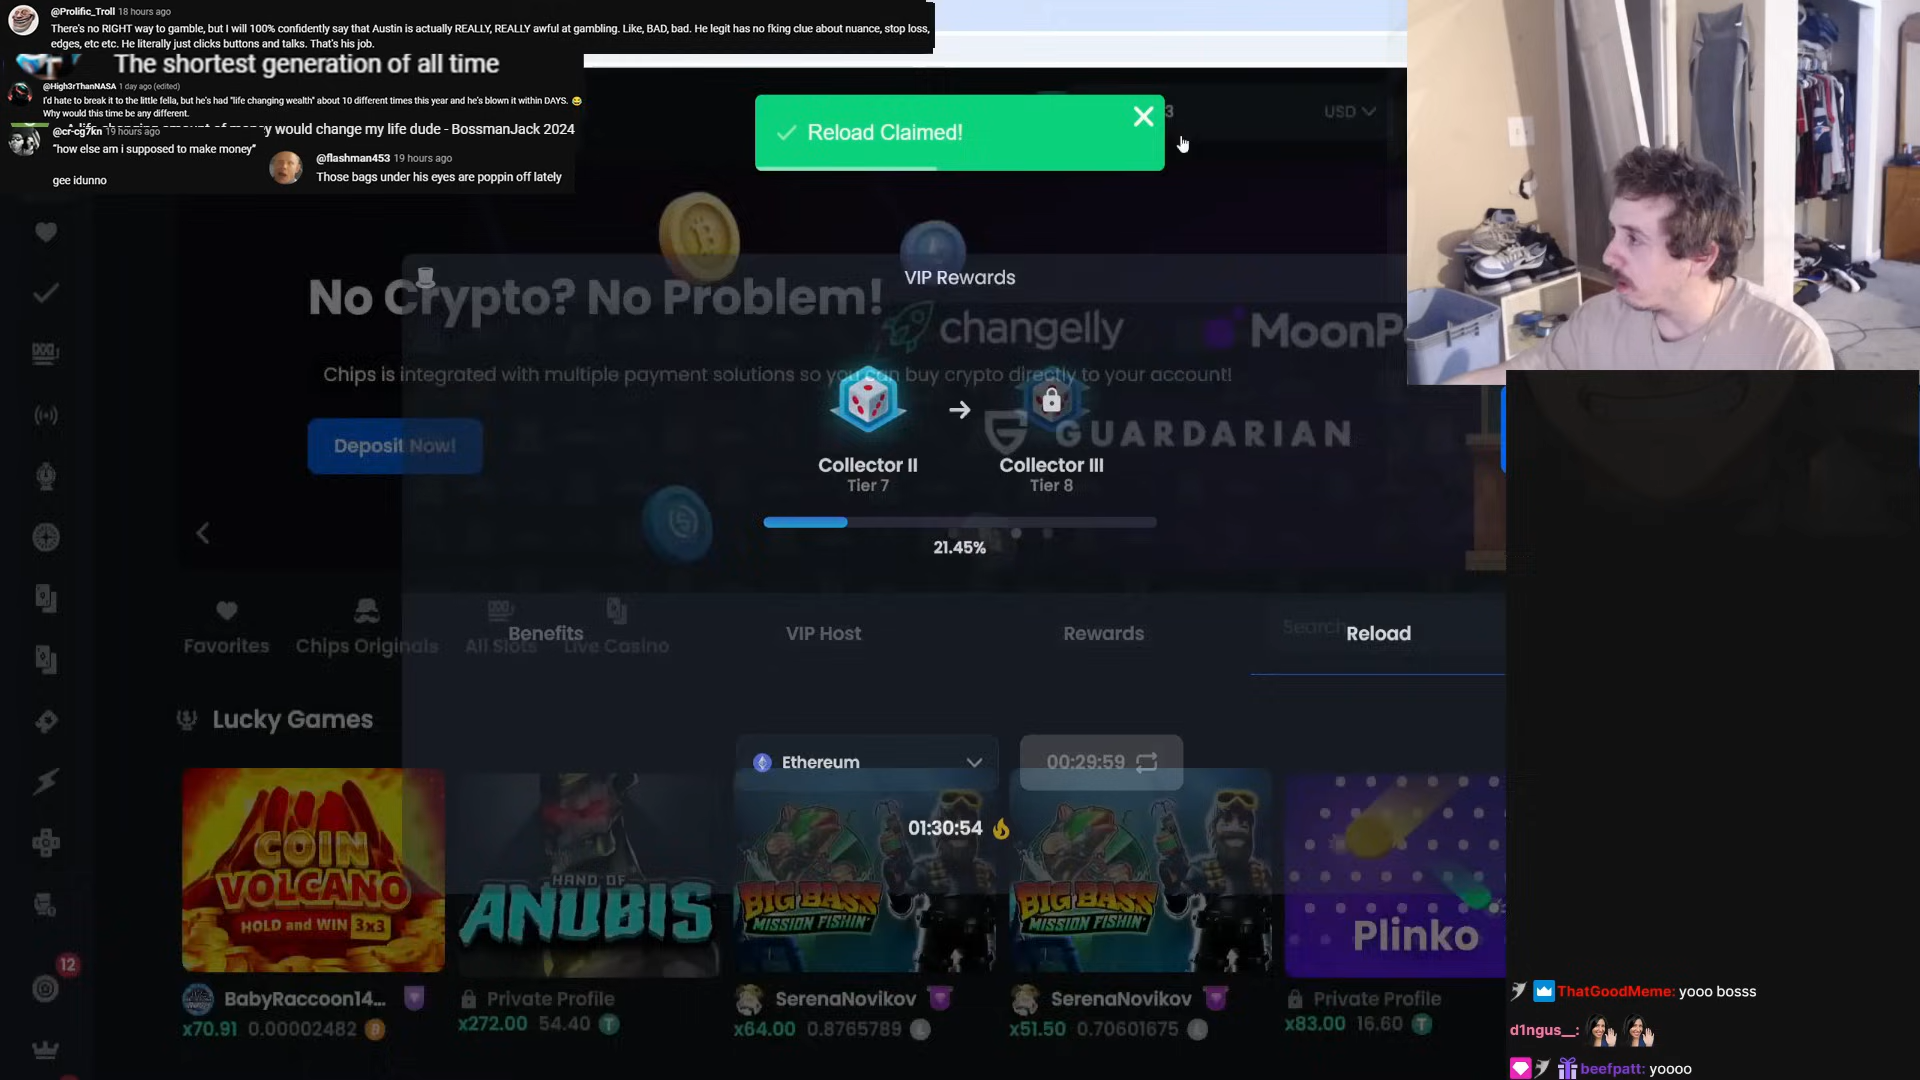 @Prolific_Troll 18 hours ago
There's no RIGHT way to gamble, but I will 100% confidently say that Austin is actually REALLY, REALLY awful at gambling. Like, BAD, bad. He legit has no fking clue about nuance, stop loss,
edges, etc etc. He literally just clicks buttons and talks. That's his job.
The shortest generation of all time
@High3rThanNASA 1 day ago (edited)
I'd hate to break it to the little fella, but he's had "life changing wealth" about 10 different times this year and he's blown it within DAYS. 😂
Why would this time be any different.
@cr-cg7kn 19 hours ago
would change my life dude - BossmanJack 2024
"how else am i supposed to make money"
gee idunno
@flashman453 19 hours ago
Those bags under his eyes are poppin off lately
Reload Claimed!
3
USD
VIP Rewards
No Crypto? No Problem!
changelly
MoonP
Chips is integrated with multiple payment solutions so you can buy crypto directly to your account!
GUARDARIAN
Deposit Now!
Collector II
Tier 7
Collector III
Tier 8
21.45%
Benefits
VIP Host
Rewards
Reload
Search
Favorites
Chips Originals
All Slots
Live Casino
Lucky Games
Ethereum
00:29:59
01:30:54
COIN
VOLCANO
HOLD and WIN 3x3
HAND OF
ANUBIS
BIG BASS
MISSION FISHIN'
BIG BASS
MISSION FISHIN'
Plinko
12
BabyRaccoon14...
x70.91 0.00002482
Private Profile
x272.00 54.40
SerenaNovikov
x64.00 0.8765789
SerenaNovikov
x51.50 0.70601675
Private Profile
x83.00 16.60
ThatGoodMeme: yooo bosss
d1ngus__:
beefpatt: yoooo